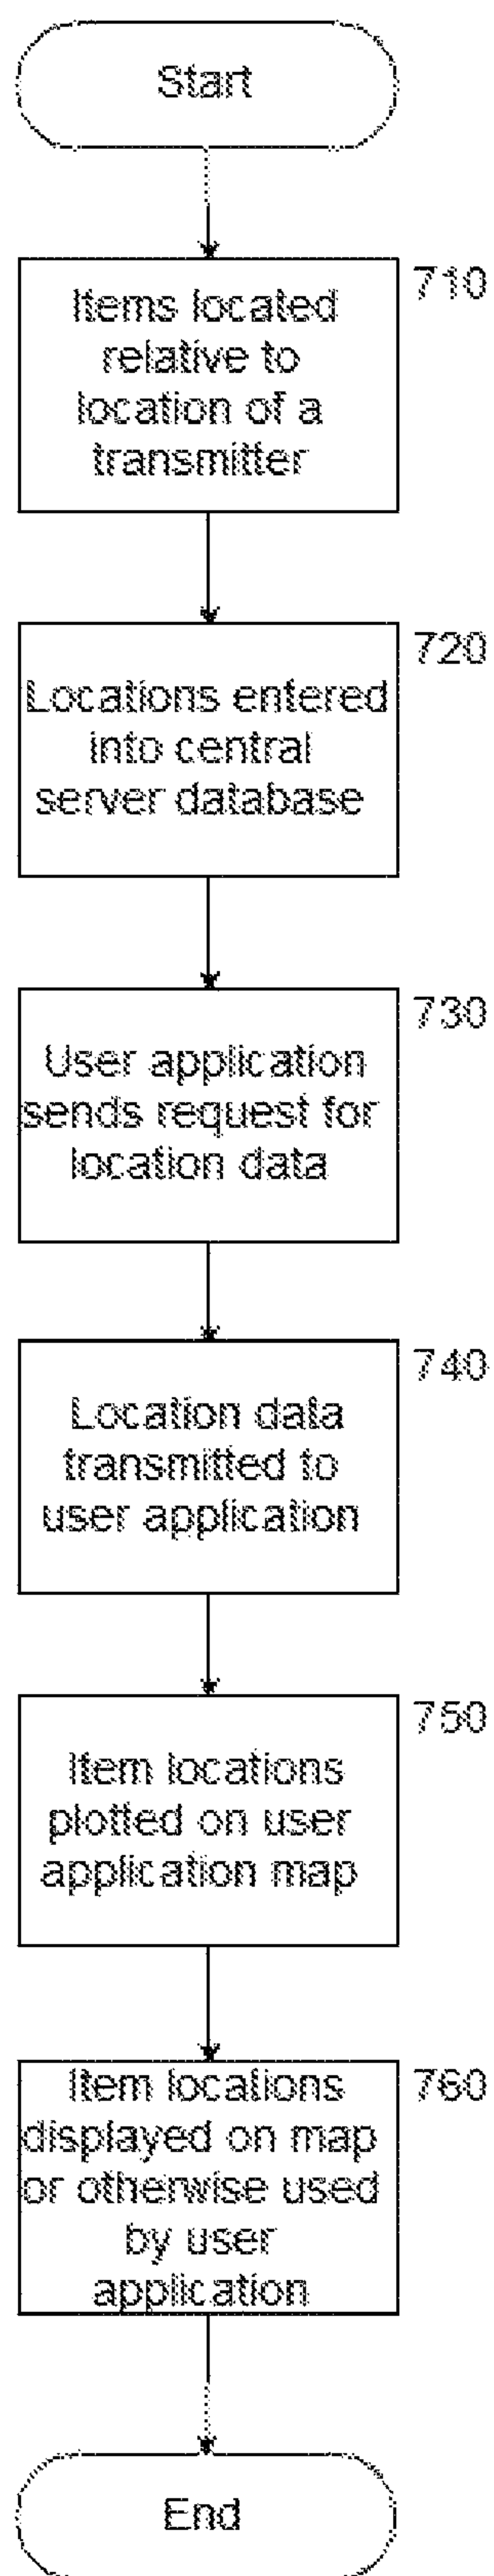 Start
710
Items located
relative to
location of a
transmitter
720
Locations entered
into central
server database
730
User application
sends request for
location data
740
Location data
transmitted to
user application
750
Item locations
plotted on user
application map
760
Item locations
displayed on map
or otherwise used
by user
application
End